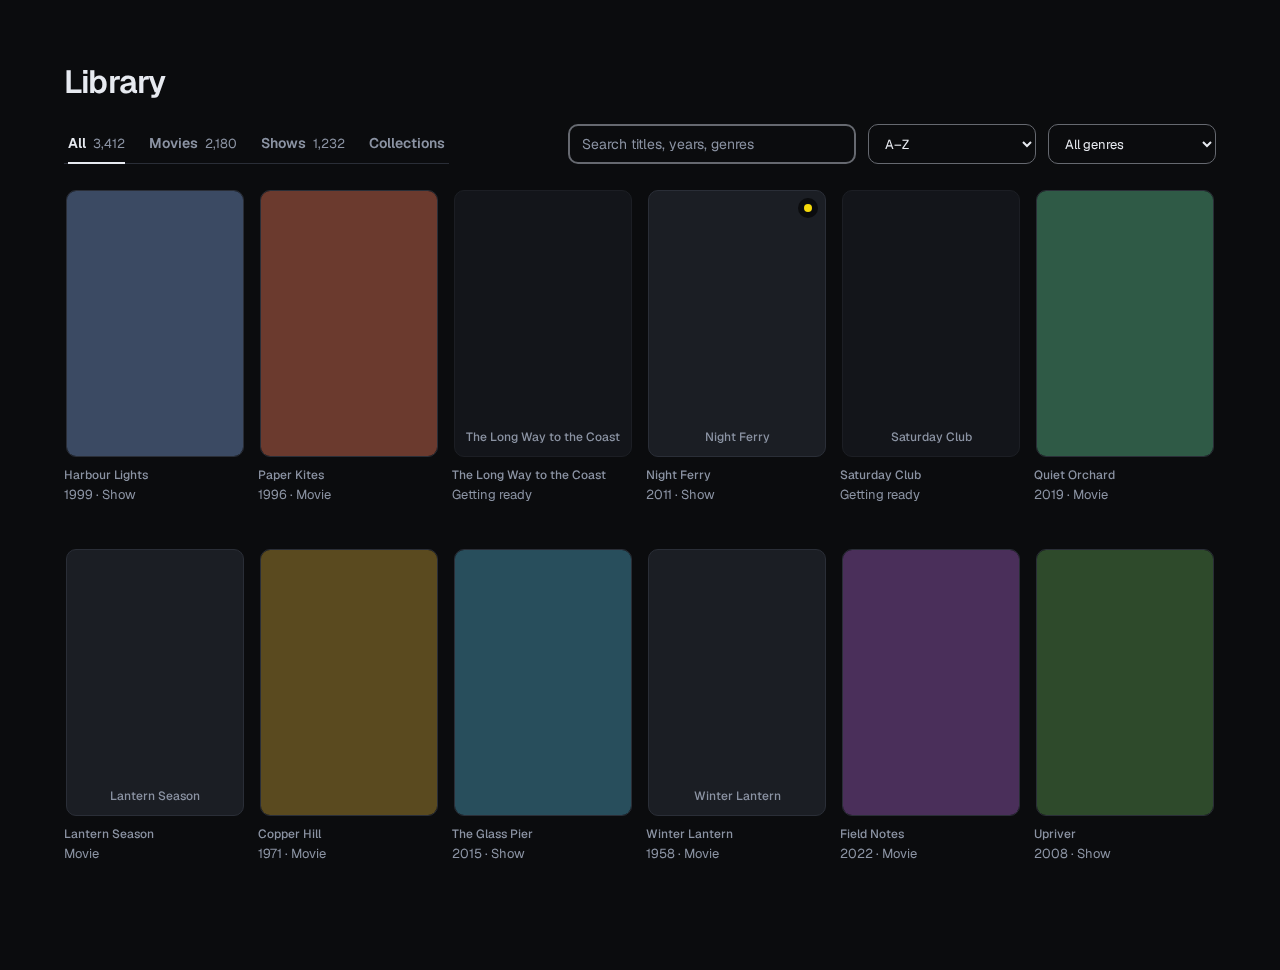 Library
All 3,412 Movies 2,180 Shows 1,232 Collections
Search titles, years, genres
A–Z
All genres
The Long Way to the Coast
Night Ferry
Saturday Club
Harbour Lights
1999 · Show
Paper Kites
1996 · Movie
The Long Way to the Coast
Getting ready
Night Ferry
2011 · Show
Saturday Club
Getting ready
Quiet Orchard
2019 · Movie
Lantern Season
Winter Lantern
Lantern Season
Movie
Copper Hill
1971 · Movie
The Glass Pier
2015 · Show
Winter Lantern
1958 · Movie
Field Notes
2022 · Movie
Upriver
2008 · Show